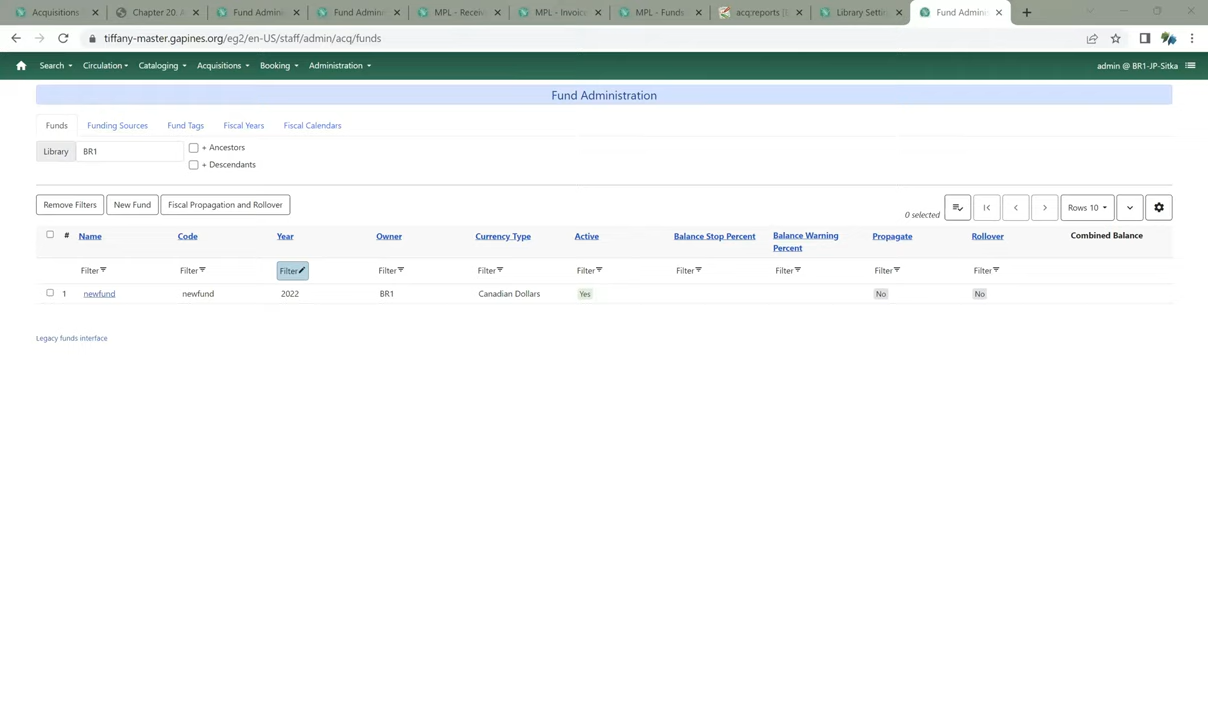 Acquisitions
Chapter 20. A
Fund Admini
Fund Admini
MPL - Receiv
MPL - Invoic
MPL - Funds
acq:reports [E
Library Setti
Fund Adminis
tiffany-master.gapines.org/eg2/en-US/staff/admin/acq/funds
Search Circulation Cataloging Acquisitions Booking Administration admin @ BR1-JP-Sitka
Fund Administration
Funds Funding Sources Fund Tags Fiscal Years Fiscal Calendars
Library BR1 + Ancestors
+ Descendants
Remove Filters New Fund Fiscal Propagation and Rollover 0 selected Rows 10
# Name Code Year Owner Currency Type Active Balance Stop Percent Balance Warning Percent Propagate Rollover Combined Balance
Filter Filter Filter Filter Filter Filter Filter Filter Filter Filter
1 newfund newfund 2022 BR1 Canadian Dollars Yes No No
Legacy funds interface